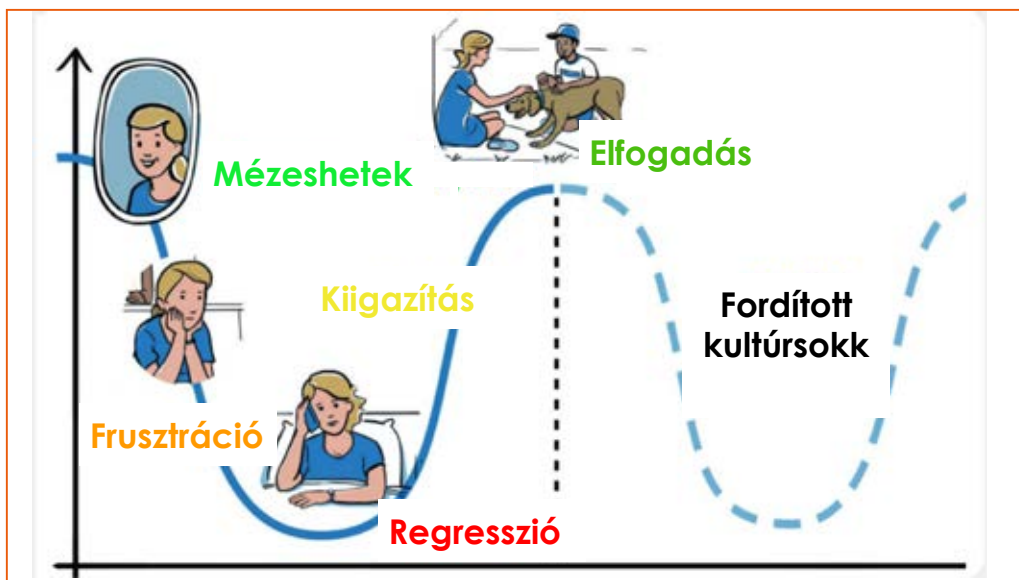 Mézeshetek
Elfogadás
Kiigazítás
Fordított
kultúrsokk
Frusztráció
Regresszió